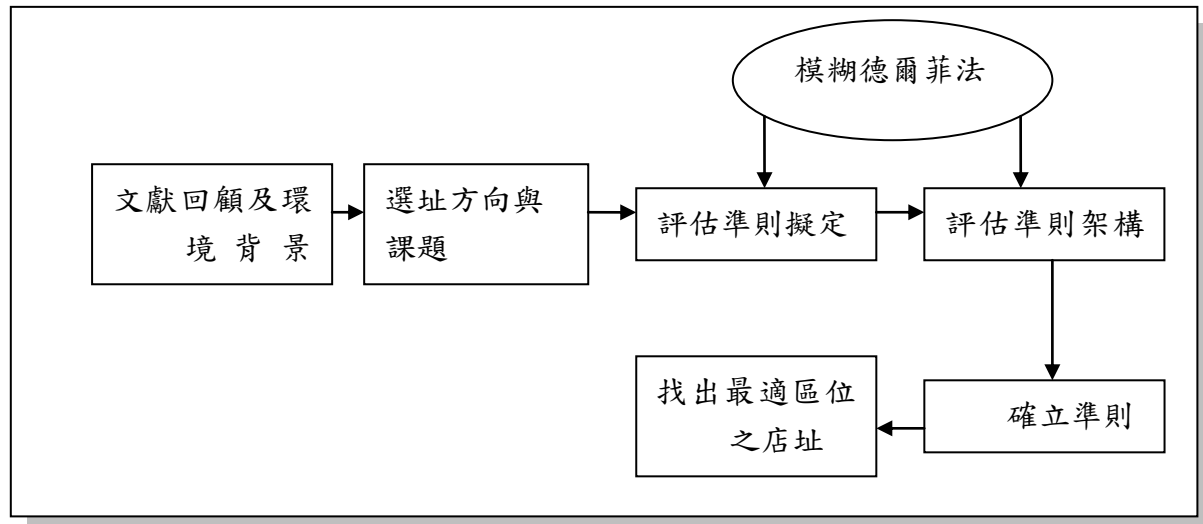 模糊德爾菲法
文獻回顧及環
境背景
選址方向與
課題
評估準則擬定
評估準則架構
找出最適區位
之店址
確立準則